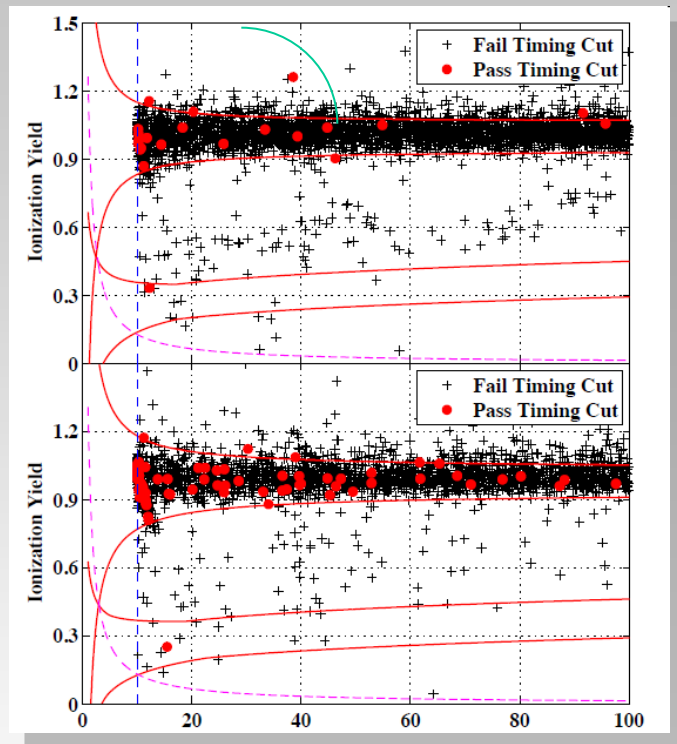 1.5
Fail Timing Cut
Pass Timing Cut
1.2
0.9
0.6
0.3
0
Ionization Yield
Fail Timing Cut
Pass Timing Cut
1.2
0.9
0.6
0.3
0
Ionization Yield
0 20 40 60 80 100